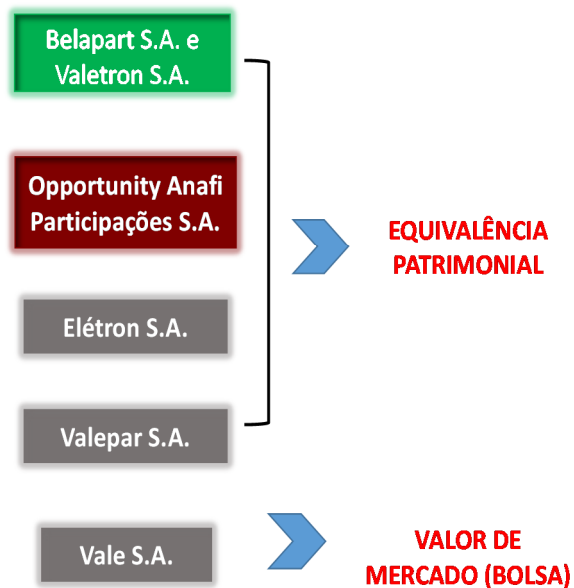 Belapart S.A. e
Valetron S.A.
Opportunity Anafi
Participações S.A.
EQUIVALÊNCIA
PATRIMONIAL
Elétron S.A.
Valepar S.A.
Vale S.A.
VALOR DE
MERCADO (BOLSA)